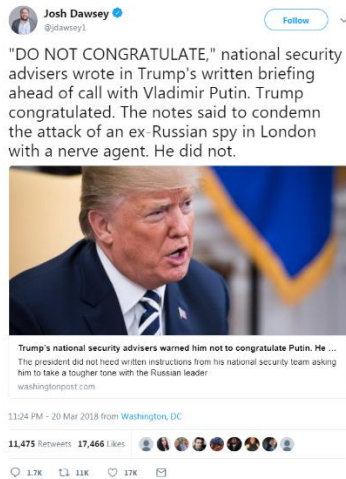 Josh Dawsey
@jdawsey1
Follow
"DO NOT CONGRATULATE," national security
advisers wrote in Trump's written briefing
ahead of call with Vladimir Putin. Trump
congratulated. The notes said to condemn
the attack of an ex-Russian spy in London
with a nerve agent. He did not.
Trump's national security advisers warned him not to congratulate Putin. He ...
The president did not heed written instructions from his national security team asking
him to take a tougher tone with the Russian leader
washingtonpost.com
11:24 PM - 20 Mar 2018 from Washington, DC
11,475 Retweets 17,466 Likes
1.7K 11K 17K